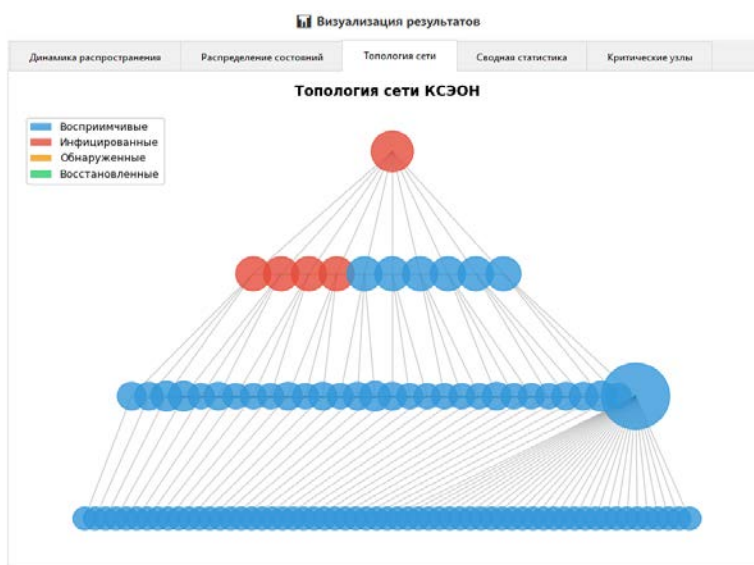 Визуализация результатов
Динамика распространения
Распределение состояний
Топология сети
Сводная статистика
Критические узлы
Топология сети КСЭОН
Восприимчивые
Инфицированные
Обнаруженные
Восстановленные